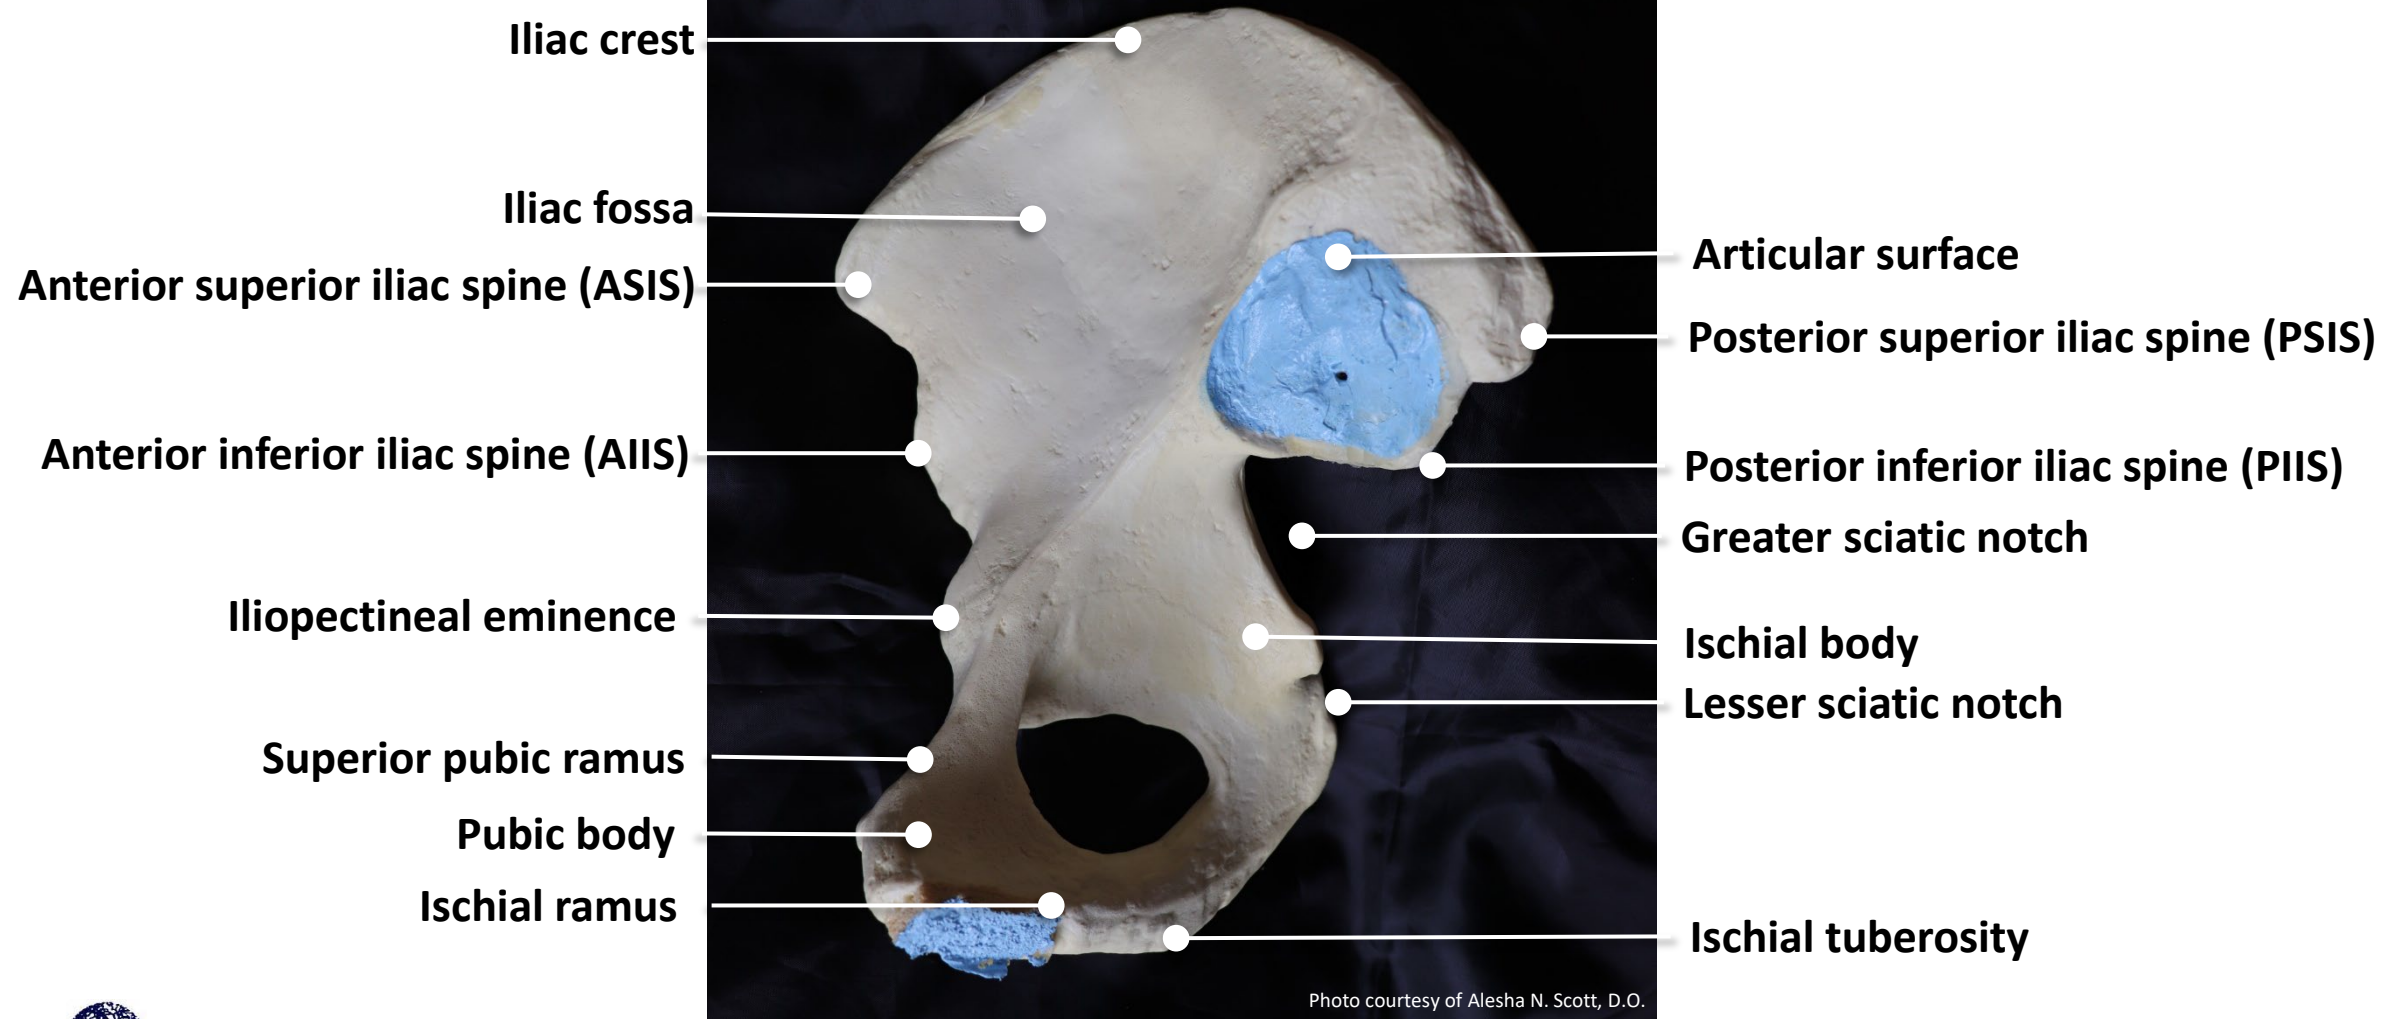 Iliac crest
Iliac fossa
Anterior superior iliac spine (ASIS)
Anterior inferior iliac spine (AIIS)
Iliopectineal eminence
Superior pubic ramus
Pubic body
Ischial ramus
Articular surface
Posterior superior iliac spine (PSIS)
Posterior inferior iliac spine (PIIS)
Greater sciatic notch
Ischial body
Lesser sciatic notch
Ischial tuberosity
Photo courtesy of Alesha N. Scott, D.O.